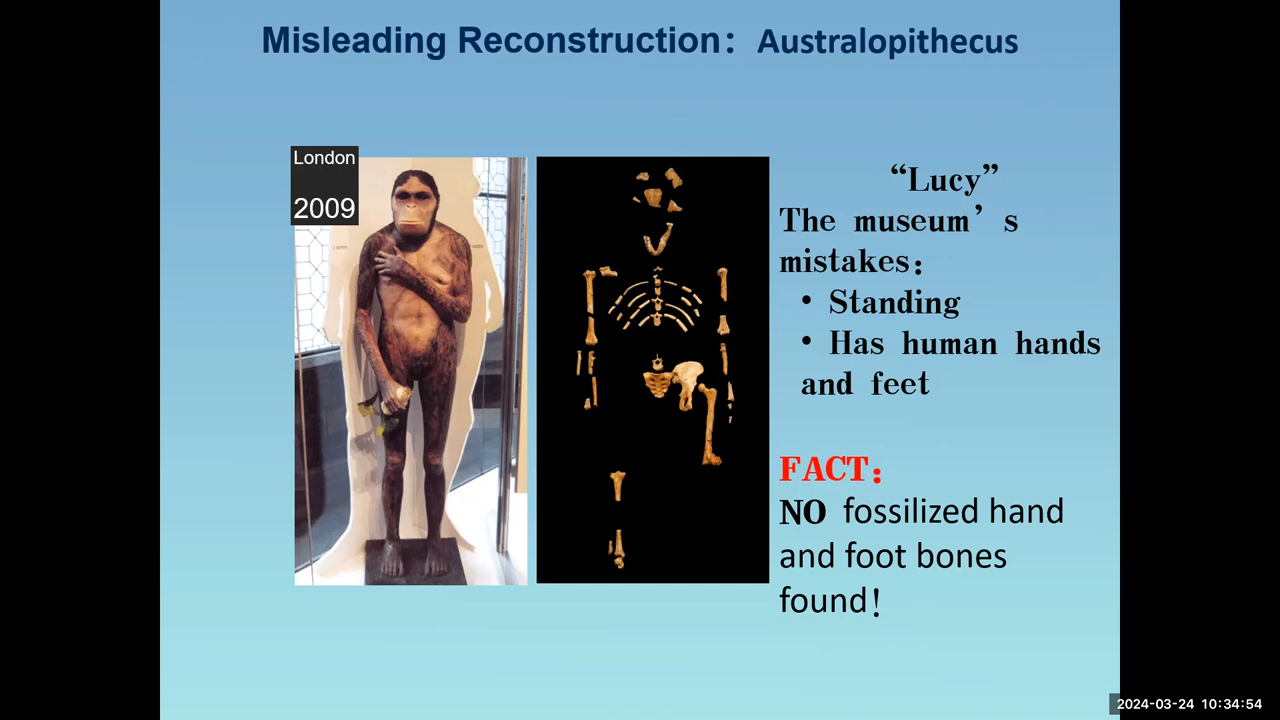 Misleading Reconstruction: Australopithecus
London
2009
“Lucy”
The museum’s
mistakes:
• Standing
• Has human hands
and feet
FACT:
NO fossilized hand
and foot bones
found!
2024-03-24 10:34:54